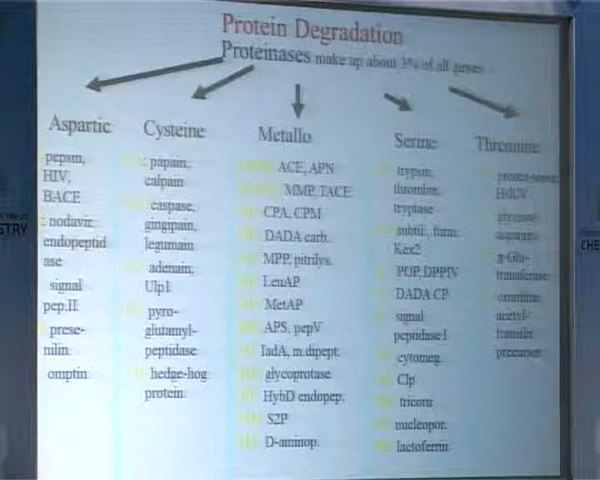 Protein Degradation
Proteinases make up about 3% of all genes
Aspartic
pepsin,
HIV,
BACE
nodavir.
endopeptid
ase
signal
pep.II
prese-
nilin
omptin
Cysteine
papain,
calpain
caspase,
gingipain,
legumain
adenain,
Ulp1
pyro-
glutamyl-
peptidase
hedge-hog
protein
Metallo
ACE, APN
MMP, TACE
CPA, CPM
DADA carb.
MPP, pitrilys.
LeuAP
MetAP
APS, pepV
IadA, m.dipept.
glycoprotase
HybD endopep.
S2P
D-aminop.
Serine
trypsin,
thrombin,
tryptase
subtil., furin,
Kex2
POP, DPPIV
DADA CP
signal
peptidase I
cytomeg.
Clp
tricorn
nucleopor.
lactoferrin
Threonine
HslUV
transferase
ornithine
acetyl-
transfer.
precursor
STRY
CHE